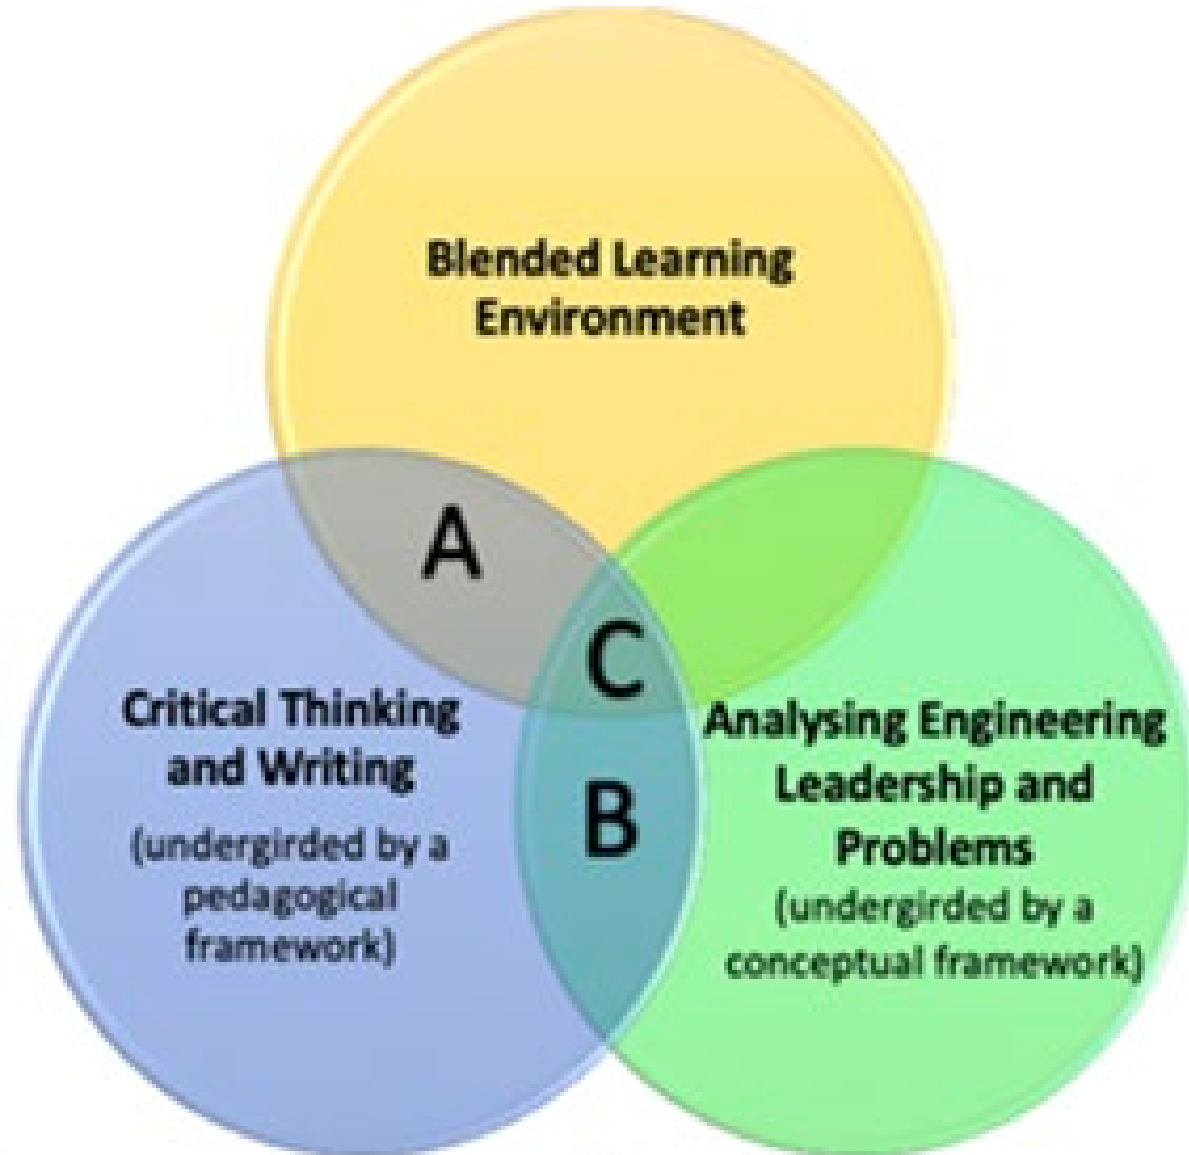 Blended Learning
Environment
A
C
Critical Thinking
and Writing
(undergirded by a
pedagogical
framework)
B
Analysing Engineering
Leadership and
Problems
(undergirded by a
conceptual framework)